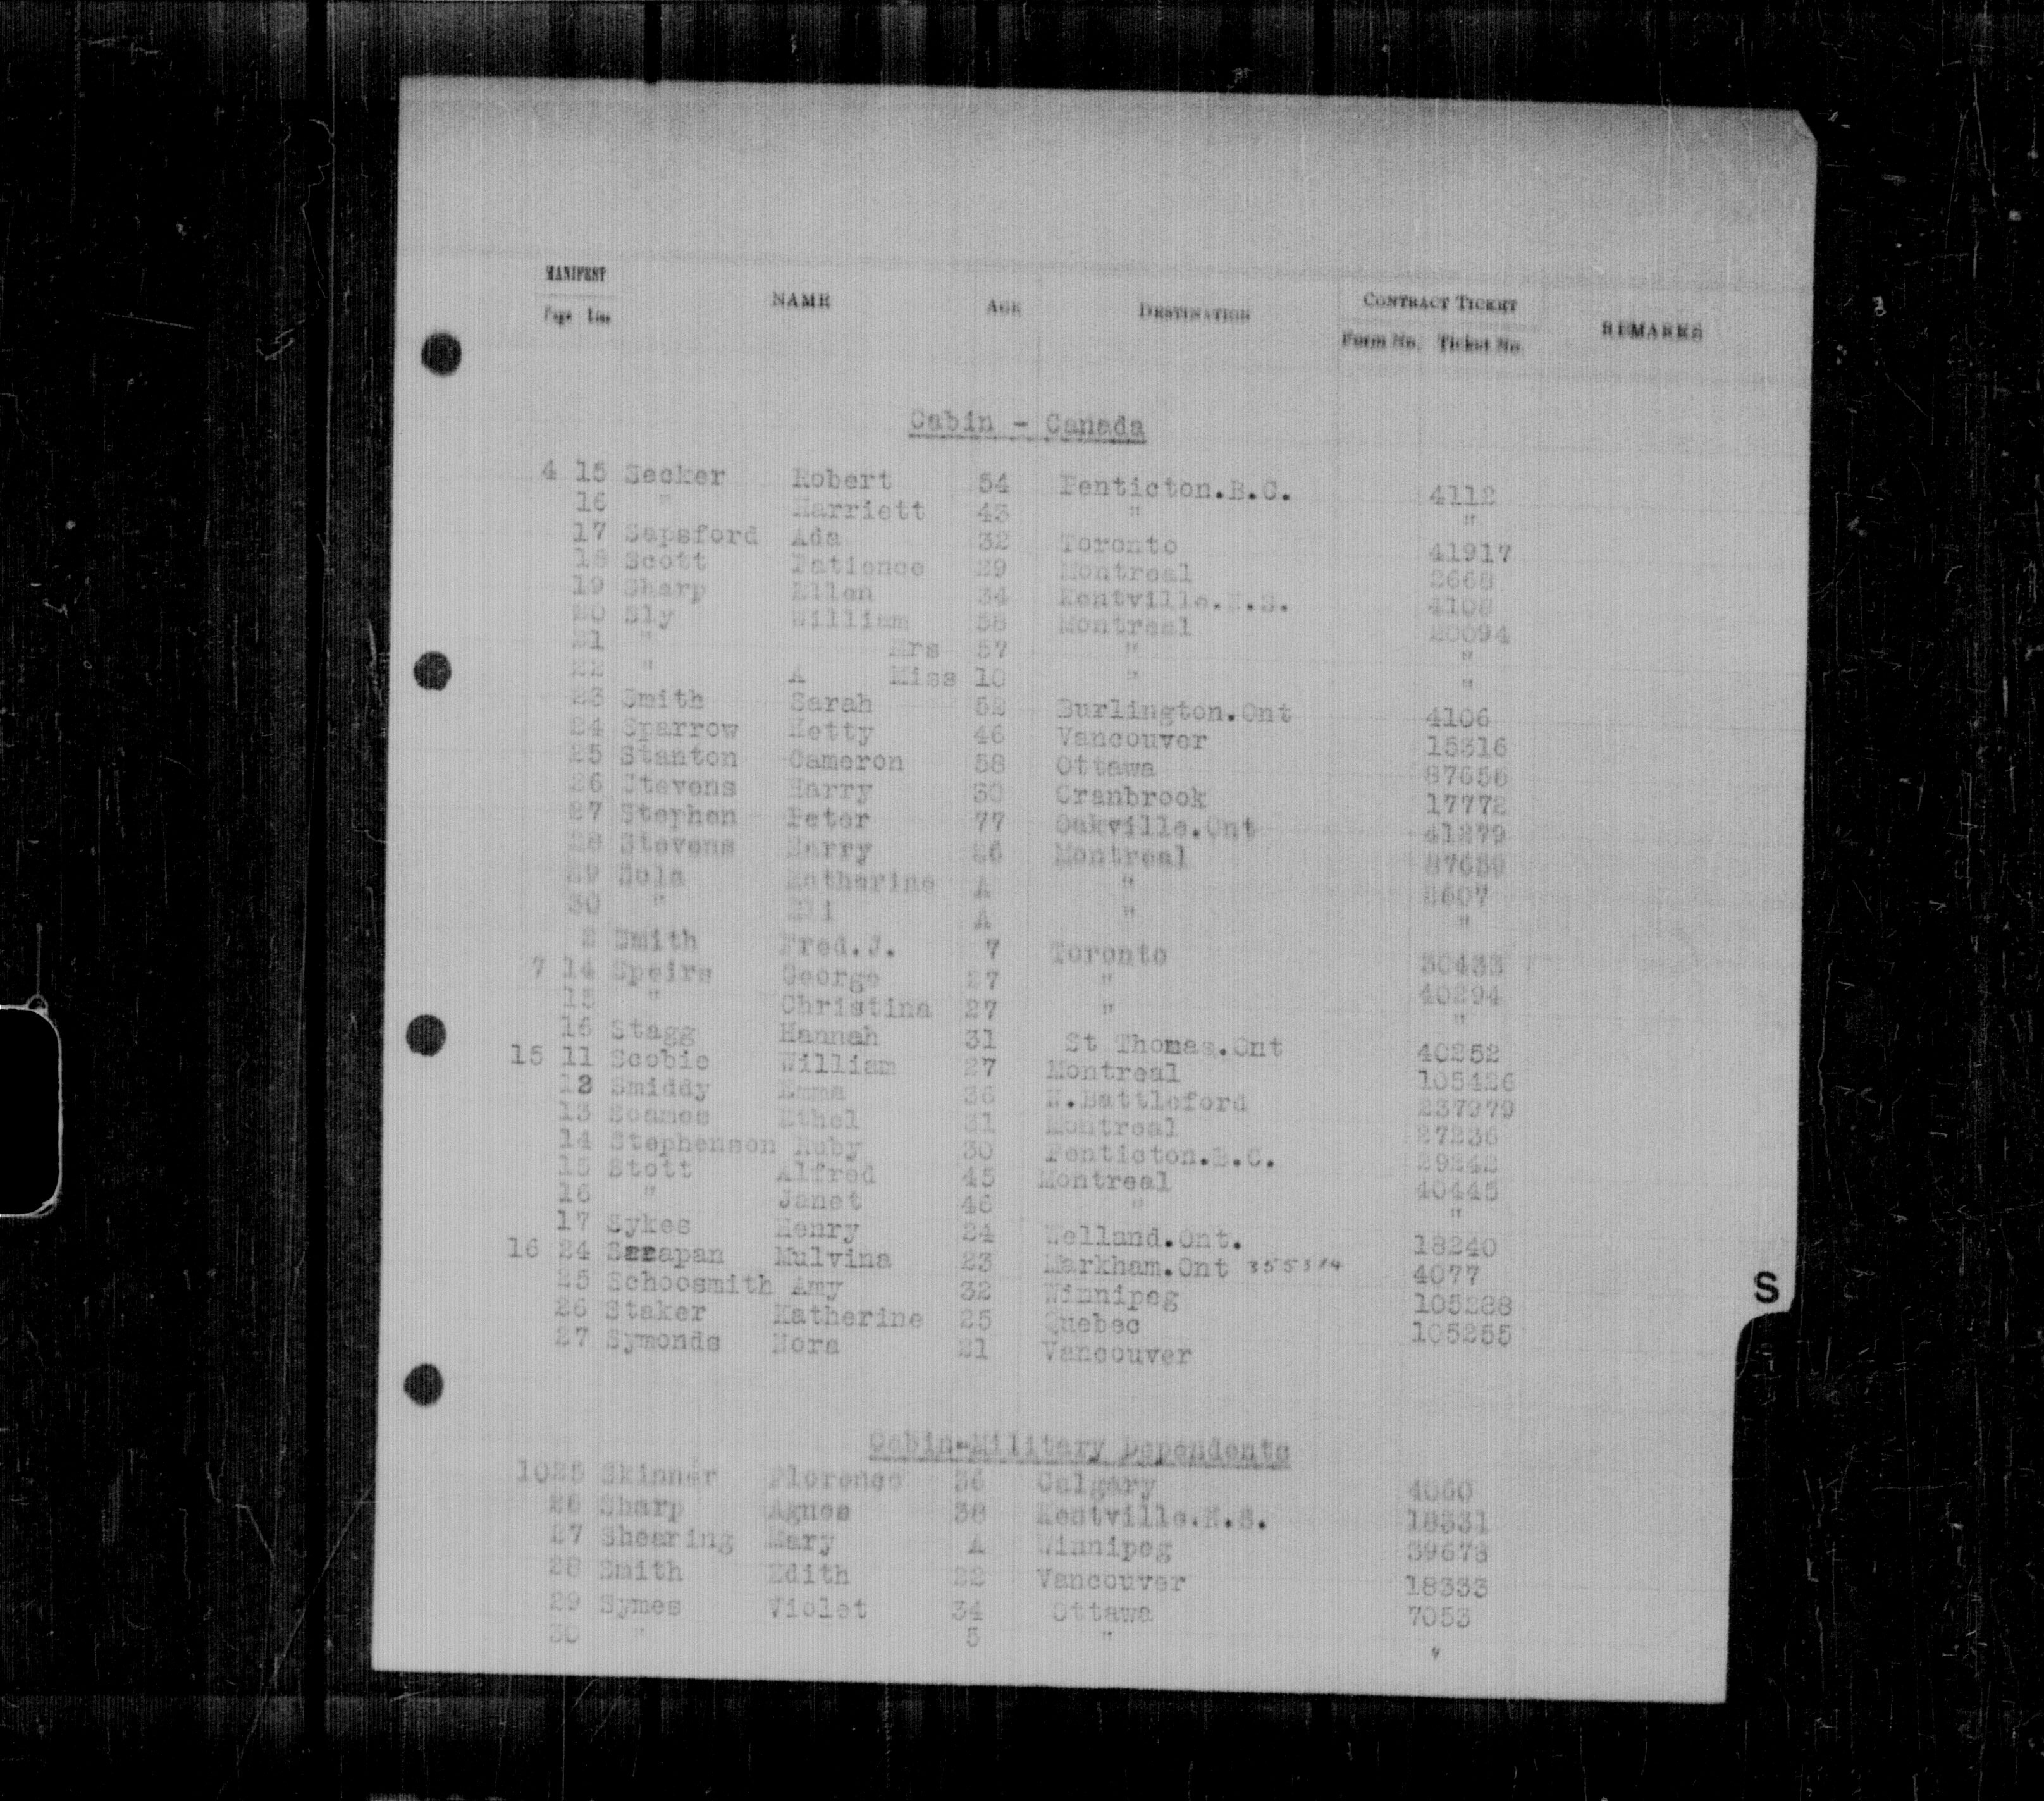 MANIFEST
Page Line NAME AGE DESTINATION CONTRACT TICKET REMARKS
Form No. Ticket No.
Cabin - Canada
4 15 Secker Robert 54 Penticton.B.C. 4112
16 " Harriett 43 " "
17 Sapsford Ada 32 Toronto 41917
18 Scott Patience 29 Montreal 2668
19 Sharp Ellen 34 Kentville.N.S. 4108
20 Sly William 58 Montreal 20094
21 " Mrs 57 " "
22 " A Miss 10 " "
23 Smith Sarah 52 Burlington.Ont 4106
24 Sparrow Hetty 46 Vancouver 15316
25 Stanton Cameron 58 Ottawa 87656
26 Stevens Harry 30 Cranbrook 17772
27 Stephen Peter 77 Oakville.Ont 41279
28 Stevens Harry 26 Montreal 87659
29 Sola Katherine A " 2607
30 " Eli A " "
2 Smith Fred.J. 7 Toronto 30433
7 14 Speirs George 27 " 40294
15 " Christina 27 " "
16 Stagg Hannah 31 St Thomas.Ont 40252
15 11 Scobie William 27 Montreal 105426
12 Smiddy Emma 36 N.Battleford 237979
13 Soames Ethel 31 Montreal 27236
14 Stephenson Ruby 30 Penticton.B.C. 29242
15 Stott Alfred 45 Montreal 40445
16 " Janet 46 " "
17 Sykes Henry 24 Welland.Ont. 18240
16 24 Sarapan Mulvina 23 Markham.Ont 355314 4077
25 Schoosmith Amy 32 Winnipeg 105288
26 Staker Katherine 25 Quebec 105255
27 Symonds Nora 21 Vancouver
S
Cabin-Military Dependents
10 25 Skinner Florence 36 Calgary 4060
26 Sharp Agnes 38 Kentville.N.S. 18331
27 Shearing Mary A Winnipeg 39673
28 Smith Edith 22 Vancouver 18333
29 Symes Violet 34 Ottawa 7053
30 " 5 " "